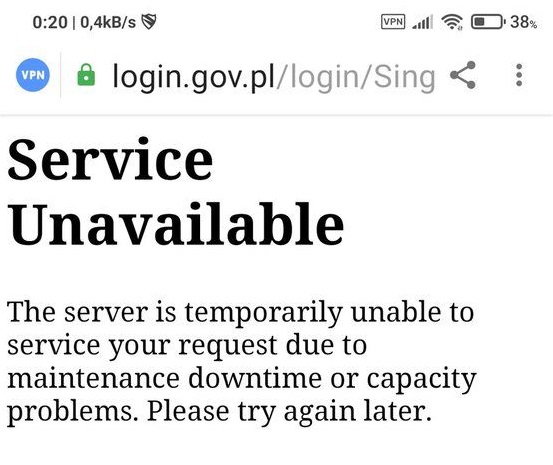 0:20 | 0,4kB/s VPN 38%
VPN login.gov.pl/login/Sing
Service
Unavailable
The server is temporarily unable to
service your request due to
maintenance downtime or capacity
problems. Please try again later.